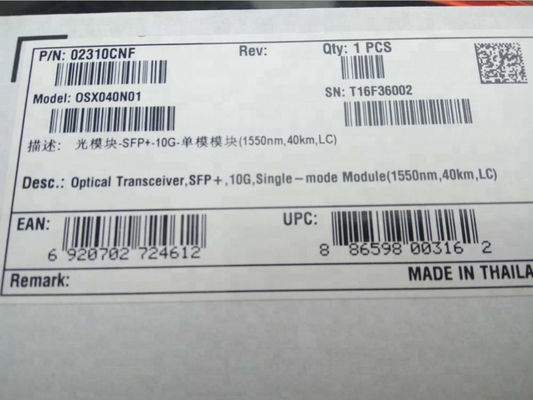 P/N: 02310CNF Rev: Qty: 1 PCS
Model: OSX040N01 SN: T16F36002
描述: 光模块-SFP+-10G-单模模块(1550nm,40km,LC)
Desc.: Optical Transceiver,SFP+,10G,Single-mode Module(1550nm,40km,LC)
EAN: UPC:
6 920702 724612 8 86598 00316 2
Remark: MADE IN THAILA